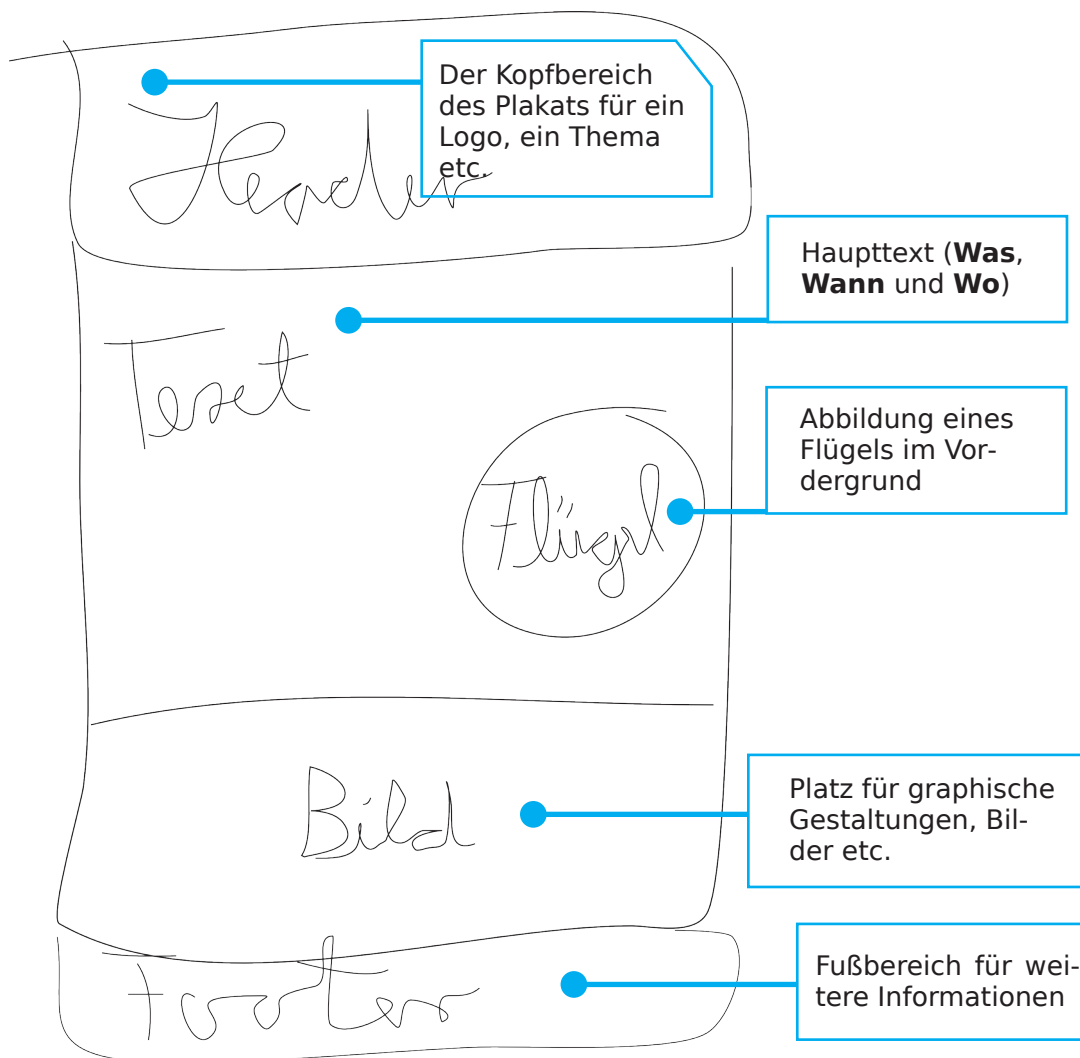 Der Kopfbereich
des Plakats für ein
Logo, ein Thema
etc.
Header
Haupttext (Was,
Wann und Wo)
Text
Abbildung eines
Flügels im Vor-
dergrund
Flügel
Platz für graphische
Gestaltungen, Bil-
der etc.
Bild
Fußbereich für wei-
tere Informationen
Footer